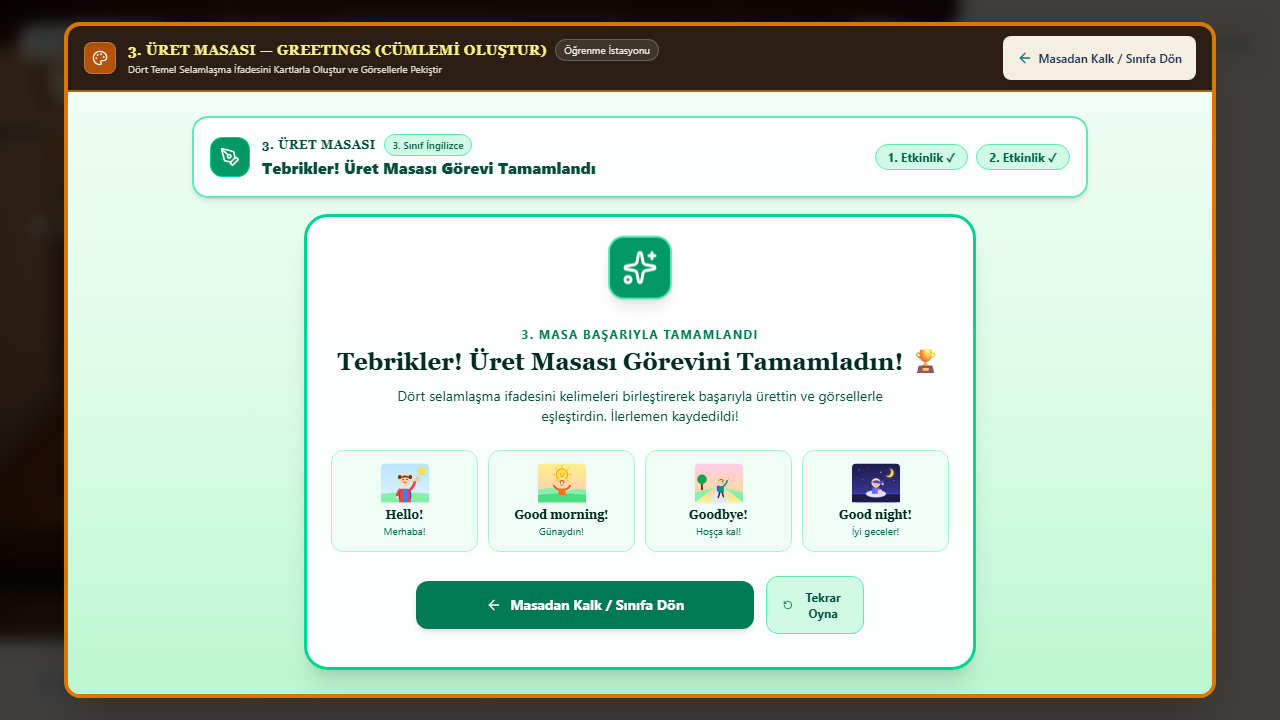 3. ÜRET MASASI — GREETINGS (CÜMLEMİ OLUŞTUR)
Öğrenme İstasyonu
Dört Temel Selamlaşma İfadesini Kartlarla Oluştur ve Görsellerle Pekiştir
← Masadan Kalk / Sınıfa Dön
3. ÜRET MASASI
3. Sınıf İngilizce
Tebrikler! Üret Masası Görevi Tamamlandı
1. Etkinlik ✓
2. Etkinlik ✓
3. MASA BAŞARIYLA TAMAMLANDI
Tebrikler! Üret Masası Görevini Tamamladın! 🏆
Dört selamlaşma ifadesini kelimeleri birleştirerek başarıyla ürettin ve görsellerle
eşleştirdin. İlerlemen kaydedildi!
Hello!
Merhaba!
Good morning!
Günaydın!
Goodbye!
Hoşça kal!
Good night!
İyi geceler!
← Masadan Kalk / Sınıfa Dön
Tekrar
Oyna